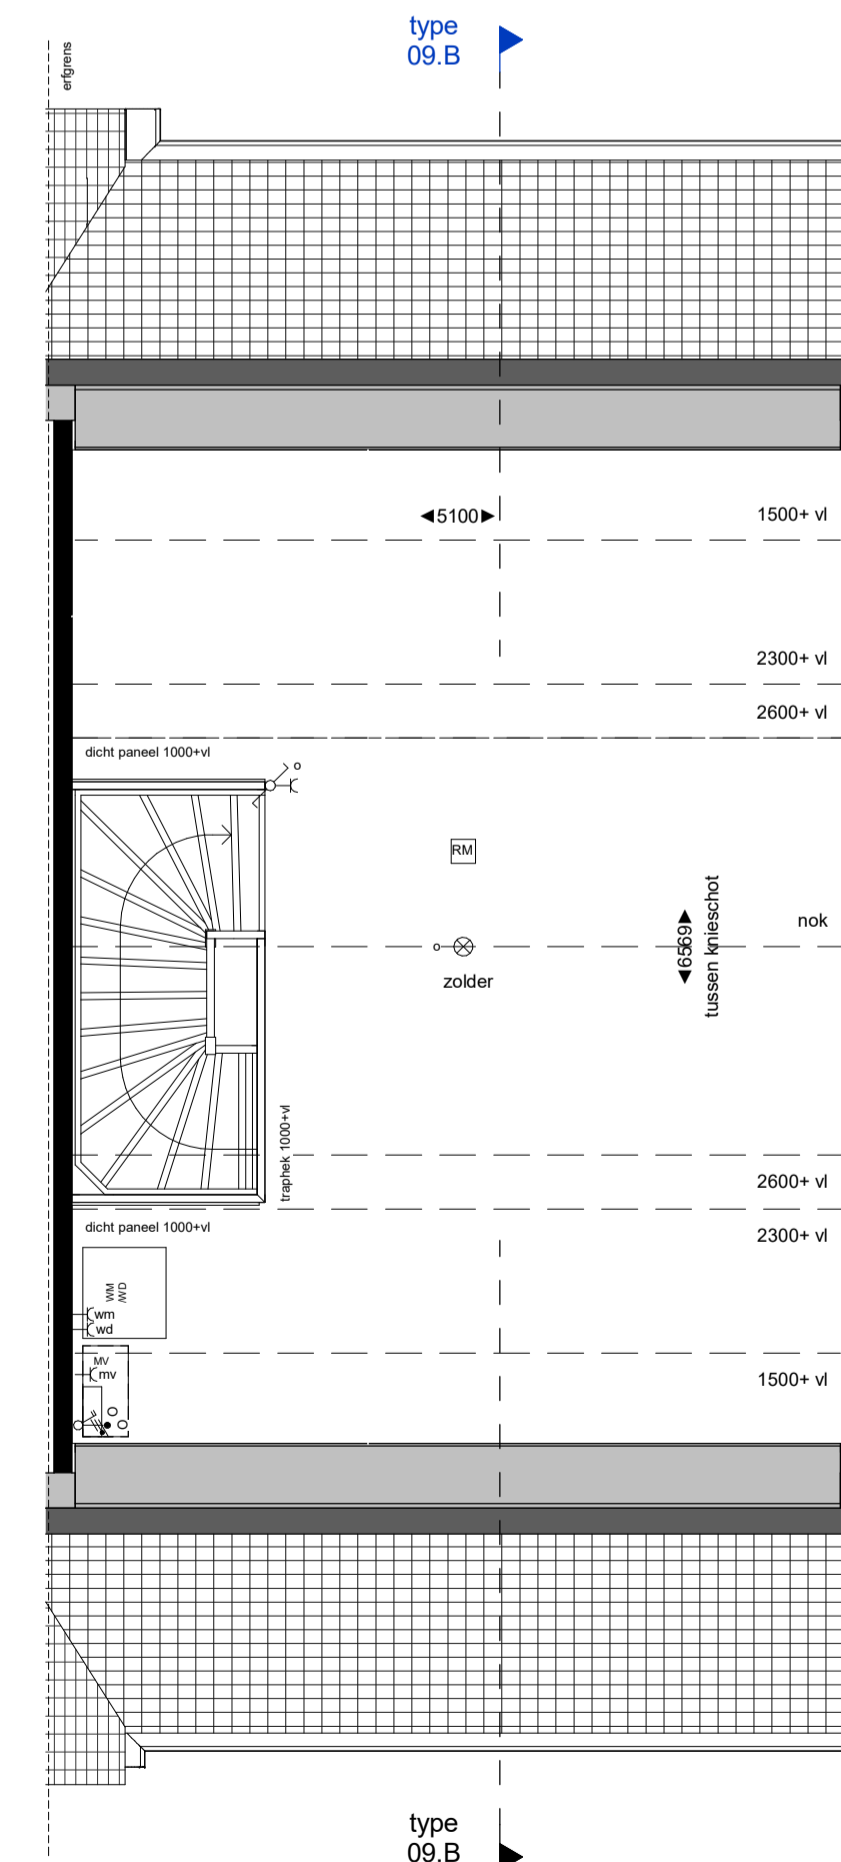 type
09.B
erfgrens
5100
1500+ vl
2300+ vl
2600+ vl
dicht paneel 1000+vl
o
RM
nok
o
zolder
6569
tussen knieschot
traphek 1000+vl
2600+ vl
dicht paneel 1000+vl
2300+ vl
WM
/WD
wm
wd
MV
mv
1500+ vl
type
09.B